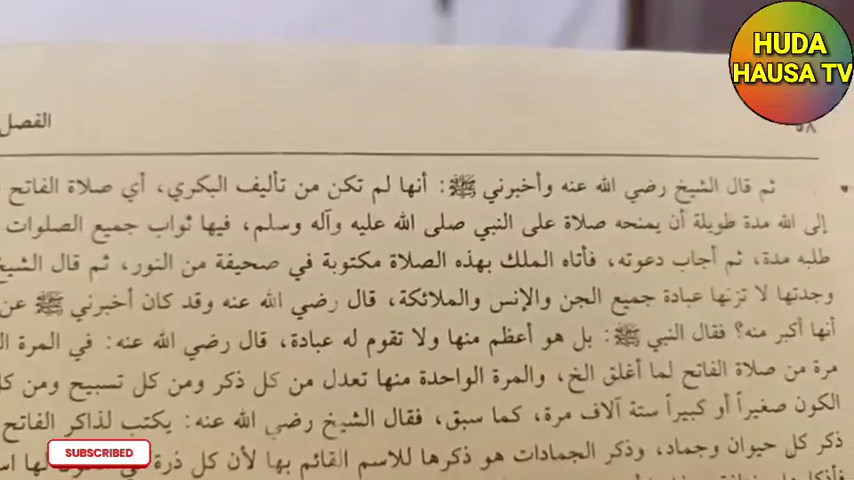 HUDA
HAUSA TV
الفصل
ثم قال الشيخ رضي الله عنه وأخبرني ﷺ: أنها لم تكن من تأليف البكري، أي صلاة الفاتح
إلى الله مدة طويلة أن يمنحه صلاة على النبي صلى الله عليه وآله وسلم، فيها ثواب جميع الصلوات
طلبه مدة، ثم أجاب دعوته، فأتاه الملك بهذه الصلاة مكتوبة في صحيفة من النور، ثم قال الشيخ
وجدتها لا تزنها عبادة جميع الجن والإنس والملائكة، قال رضي الله عنه وقد كان أخبرني ﷺ عن
أنها أكبر منه؟ فقال النبي ﷺ: بل هو أعظم منها ولا تقوم له عبادة، قال رضي الله عنه: في المرة
مرة من صلاة الفاتح لما أغلق الخ، والمرة الواحدة منها تعدل من كل ذكر ومن كل تسبيح ومن
الكون صغيراً أو كبيراً ستة آلاف مرة، كما سبق، فقال الشيخ رضي الله عنه: يكتب لذاكر الفاتح
ذكر كل حيوان وجماد، وذكر الجمادات هو ذكرها للاسم القائم بها لأن كل ذرة في لها
SUBSCRIBED